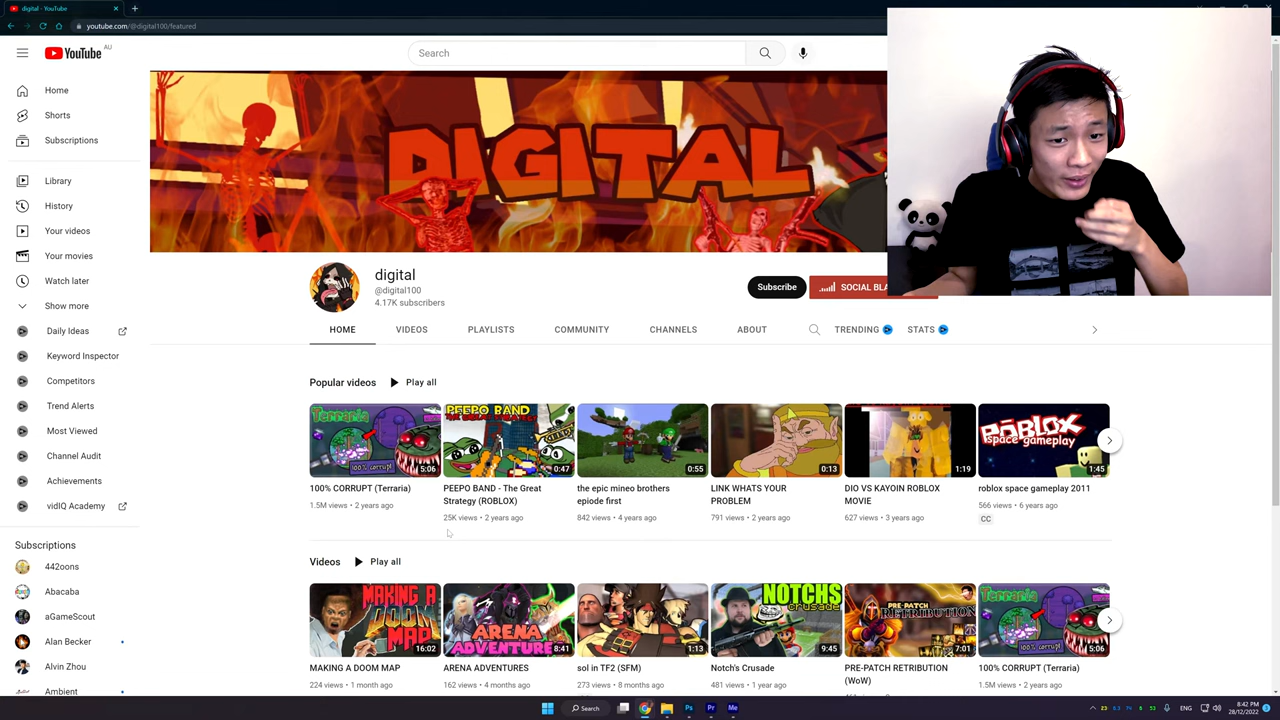 digital - YouTube
youtube.com/@digital100/featured
YouTube AU
Search
Home
Shorts
Subscriptions
Library
History
Your videos
Your movies
Watch later
Show more
Daily Ideas
Keyword Inspector
Competitors
Trend Alerts
Most Viewed
Channel Audit
Achievements
vidIQ Academy
Subscriptions
442oons
Abacaba
aGameScout
Alan Becker
Alvin Zhou
Ambient
DIGITAL
digital
@digital100
4.17K subscribers
Subscribe
SOCIAL BLA
HOME
VIDEOS
PLAYLISTS
COMMUNITY
CHANNELS
ABOUT
TRENDING
STATS
Popular videos
Play all
Terraria
100% corrupt
5:06
100% CORRUPT (Terraria)
1.5M views • 2 years ago
PEEPO BAND
THE GREAT STRATEGY
0:47
PEEPO BAND - The Great
Strategy (ROBLOX)
25K views • 2 years ago
0:55
the epic mineo brothers
epiode first
842 views • 4 years ago
0:13
LINK WHATS YOUR
PROBLEM
791 views • 2 years ago
1:19
DIO VS KAYOIN ROBLOX
MOVIE
627 views • 3 years ago
ROBLOX
space gameplay
1:45
roblox space gameplay 2011
566 views • 6 years ago
CC
Videos
Play all
MAKING A
DOOM
MAP
16:02
MAKING A DOOM MAP
224 views • 1 month ago
ARENA
ADVENTURE
8:41
ARENA ADVENTURES
162 views • 4 months ago
1:13
sol in TF2 (SFM)
273 views • 8 months ago
NOTCHS
crusade
9:45
Notch's Crusade
481 views • 1 year ago
PRE-PATCH
RETRIBUTION
7:01
PRE-PATCH RETRIBUTION
(WoW)
Terraria
100% corrupt
5:06
100% CORRUPT (Terraria)
1.5M views • 2 years ago
Search
Ps
Pr
Me
ENG
8:42 PM
28/12/2022